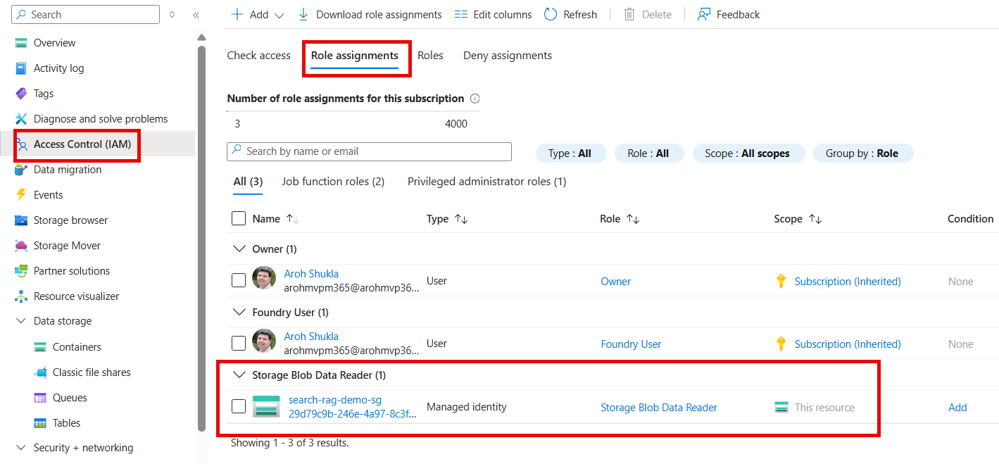 Search
Add
Download role assignments
Edit columns
Refresh
Delete
Feedback
Overview
Activity log
Tags
Diagnose and solve problems
Access Control (IAM)
Data migration
Events
Storage browser
Storage Mover
Partner solutions
Resource visualizer
Data storage
Containers
Classic file shares
Queues
Tables
Security + networking
Check access
Role assignments
Roles
Deny assignments
Number of role assignments for this subscription
3
4000
Search by name or email
Type : All
Role : All
Scope : All scopes
Group by : Role
All (3)
Job function roles (2)
Privileged administrator roles (1)
Name
Type
Role
Scope
Condition
Owner (1)
Aroh Shukla
arohmvpm365@arohmvp36...
User
Owner
Subscription (Inherited)
None
Foundry User (1)
Aroh Shukla
arohmvpm365@arohmvp36...
User
Foundry User
Subscription (Inherited)
None
Storage Blob Data Reader (1)
search-rag-demo-sg
29d79c9b-246e-4a97-8c3f...
Managed identity
Storage Blob Data Reader
This resource
Add
Showing 1 - 3 of 3 results.